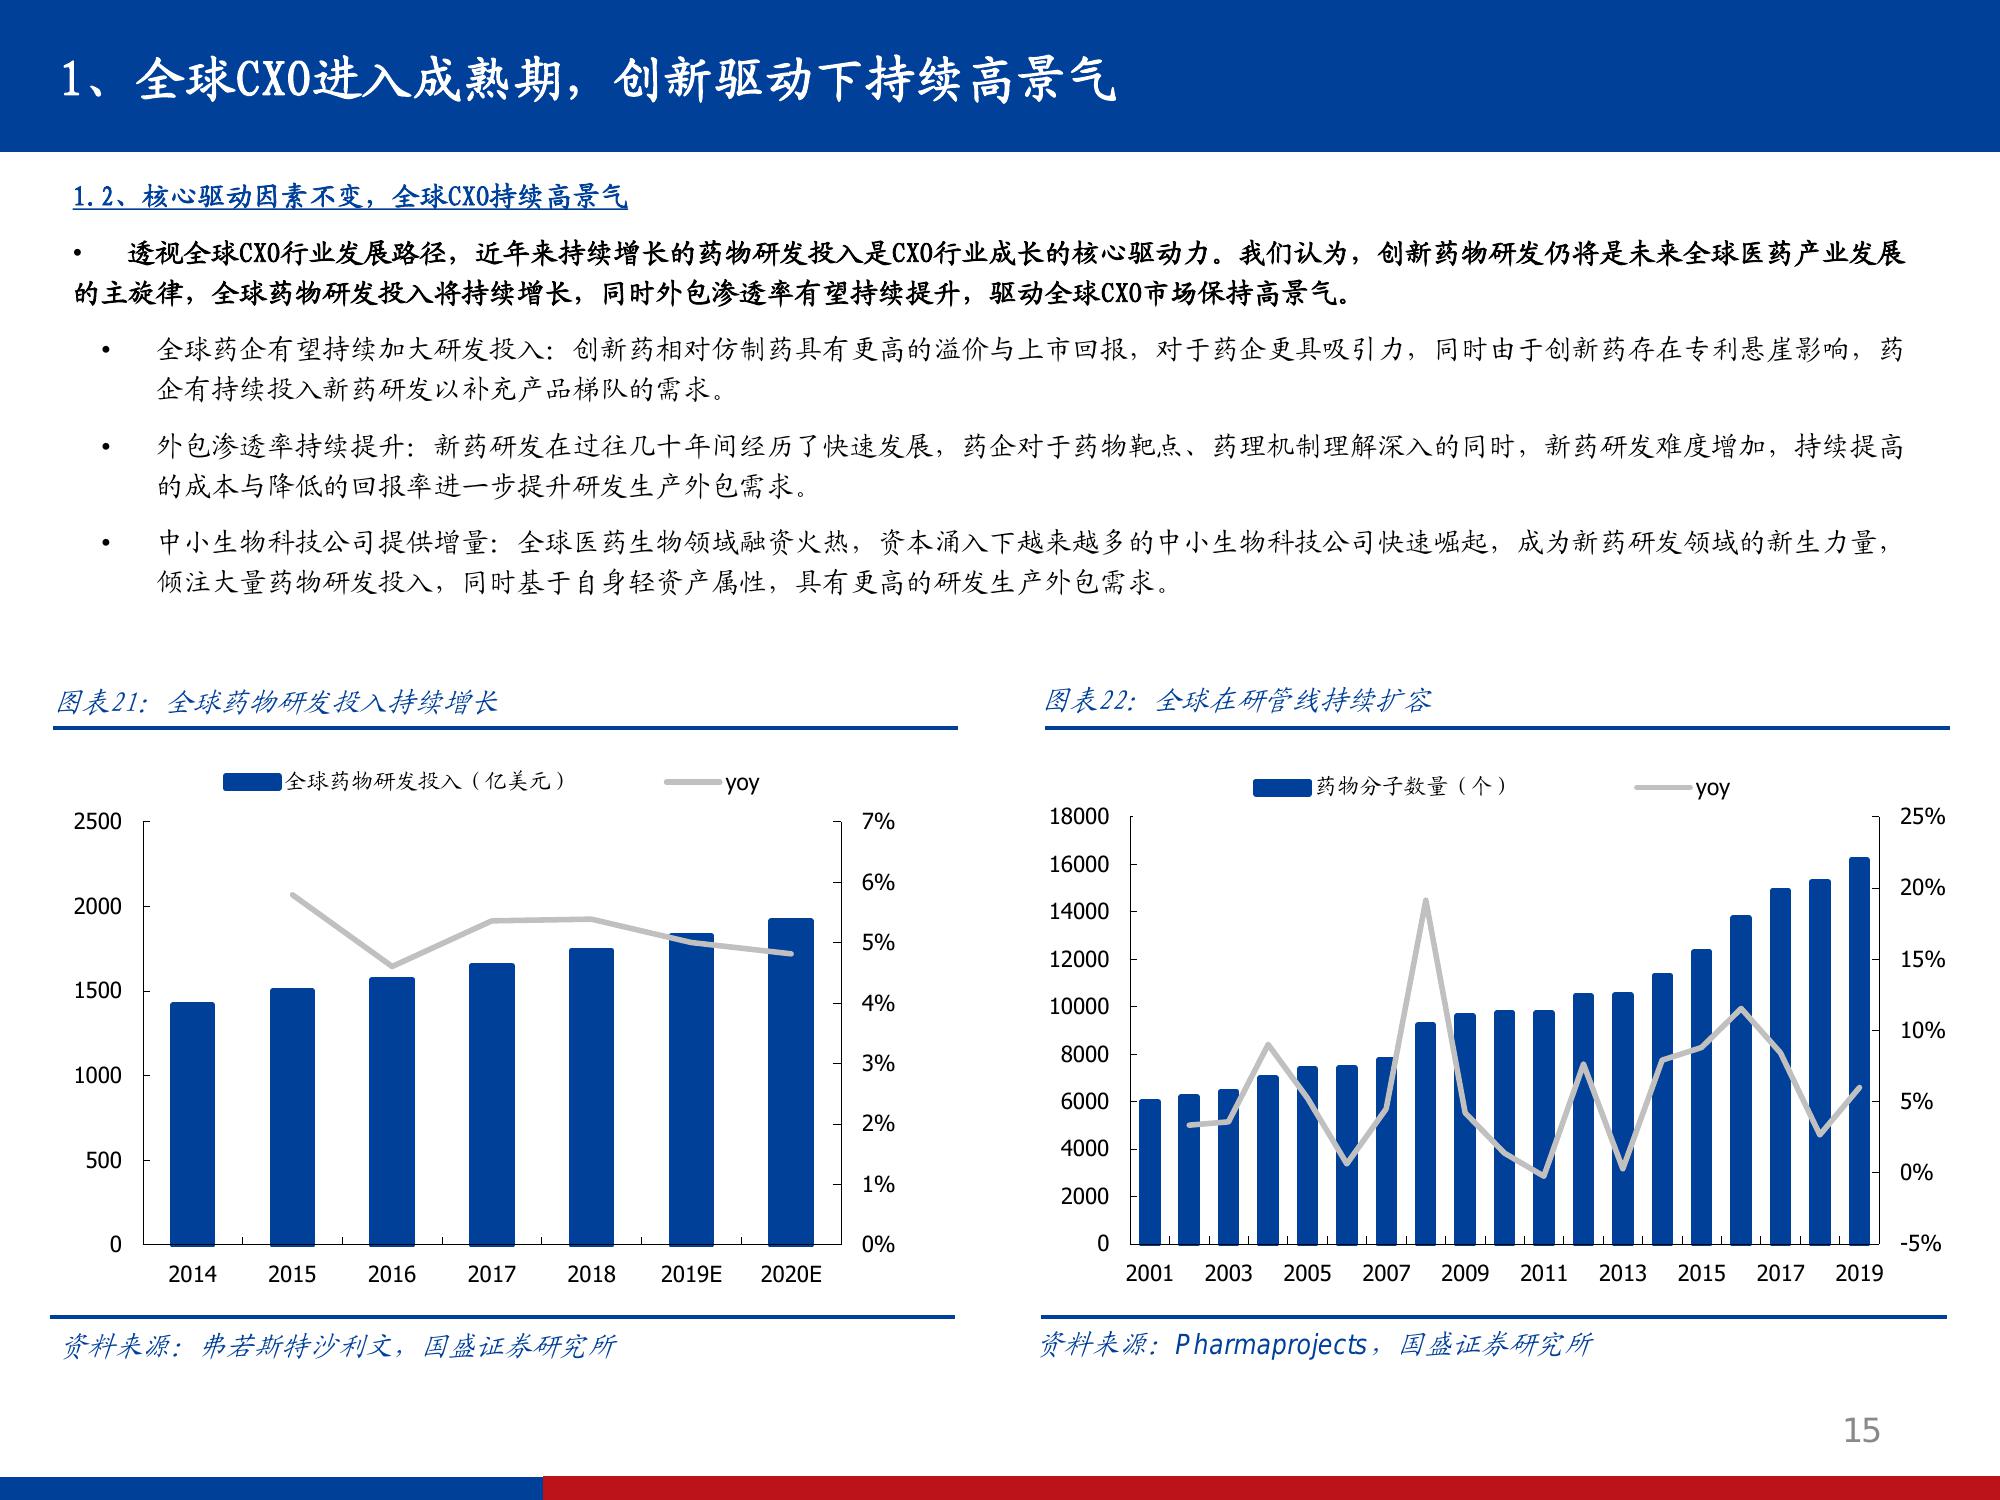 1、全球CXO进入成熟期，创新驱动下持续高景气
1.2、核心驱动因素不变，全球CXO持续高景气
• 透视全球CXO行业发展路径，近年来持续增长的药物研发投入是CXO行业成长的核心驱动力。我们认为，创新药物研发仍将是未来全球医药产业发展
的主旋律，全球药物研发投入将持续增长，同时外包渗透率有望持续提升，驱动全球CXO市场保持高景气。
• 全球药企有望持续加大研发投入：创新药相对仿制药具有更高的溢价与上市回报，对于药企更具吸引力，同时由于创新药存在专利悬崖影响，药
企有持续投入新药研发以补充产品梯队的需求。
• 外包渗透率持续提升：新药研发在过往几十年间经历了快速发展，药企对于药物靶点、药理机制理解深入的同时，新药研发难度增加，持续提高
的成本与降低的回报率进一步提升研发生产外包需求。
• 中小生物科技公司提供增量：全球医药生物领域融资火热，资本涌入下越来越多的中小生物科技公司快速崛起，成为新药研发领域的新生力量，
倾注大量药物研发投入，同时基于自身轻资产属性，具有更高的研发生产外包需求。
图表21：全球药物研发投入持续增长
全球药物研发投入（亿美元） yoy
2500
2000
1500
1000
500
0
7%
6%
5%
4%
3%
2%
1%
0%
2014 2015 2016 2017 2018 2019E 2020E
资料来源：弗若斯特沙利文，国盛证券研究所
图表22：全球在研管线持续扩容
药物分子数量（个） yoy
18000
16000
14000
12000
10000
8000
6000
4000
2000
0
25%
20%
15%
10%
5%
0%
-5%
2001 2003 2005 2007 2009 2011 2013 2015 2017 2019
资料来源：Pharmaprojects，国盛证券研究所
15